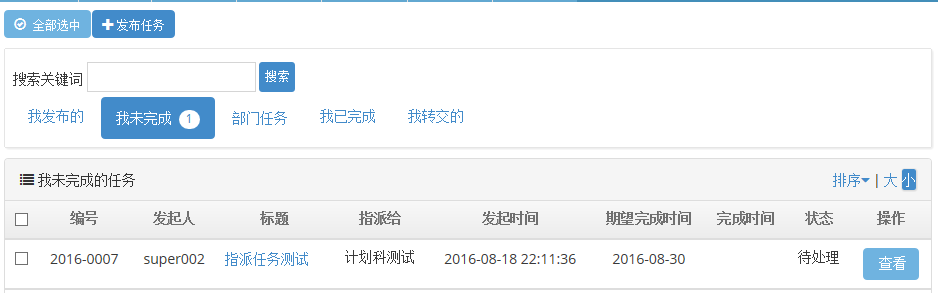 全部选中 发布任务
搜索关键词 搜索
我发布的 我未完成 1 部门任务 我已完成 我转交的
我未完成的任务 排序 | 大 小
编号 发起人 标题 指派给 发起时间 期望完成时间 完成时间 状态 操作
2016-0007 super002 指派任务测试 计划科测试 2016-08-18 22:11:36 2016-08-30 待处理 查看